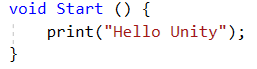 void Start () {
    print("Hello Unity");
}